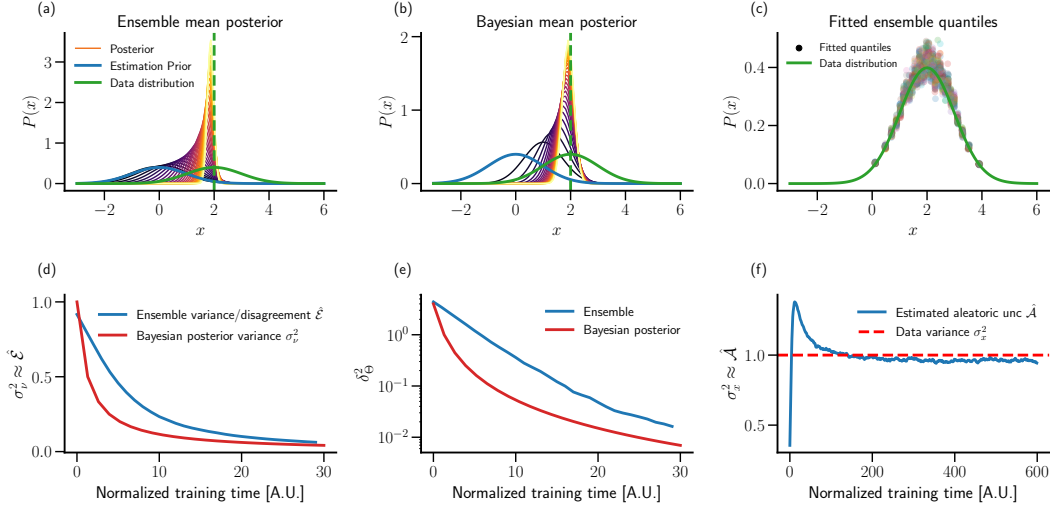 (a)
Ensemble mean posterior
P(x)
3
2
1
0
Posterior
Estimation Prior
Data distribution
−2
0
2
4
6
x
(b)
Bayesian mean posterior
P(x)
2
1
0
−2
0
2
4
6
x
(c)
Fitted ensemble quantiles
P(x)
0.4
0.2
0.0
Fitted quantiles
Data distribution
−2
0
2
4
6
x
(d)
σ²_ν ≈ Ê
1.0
0.5
0.0
Ensemble variance/disagreement Ê
Bayesian posterior variance σ²_ν
0
10
20
30
Normalized training time [A.U.]
(e)
δ²_Θ
10⁰
10⁻¹
10⁻²
Ensemble
Bayesian posterior
0
10
20
30
Normalized training time [A.U.]
(f)
σ²_x ≈ Â
1.0
0.5
Estimated aleatoric unc Â
Data variance σ²_x
0
200
400
600
Normalized training time [A.U.]